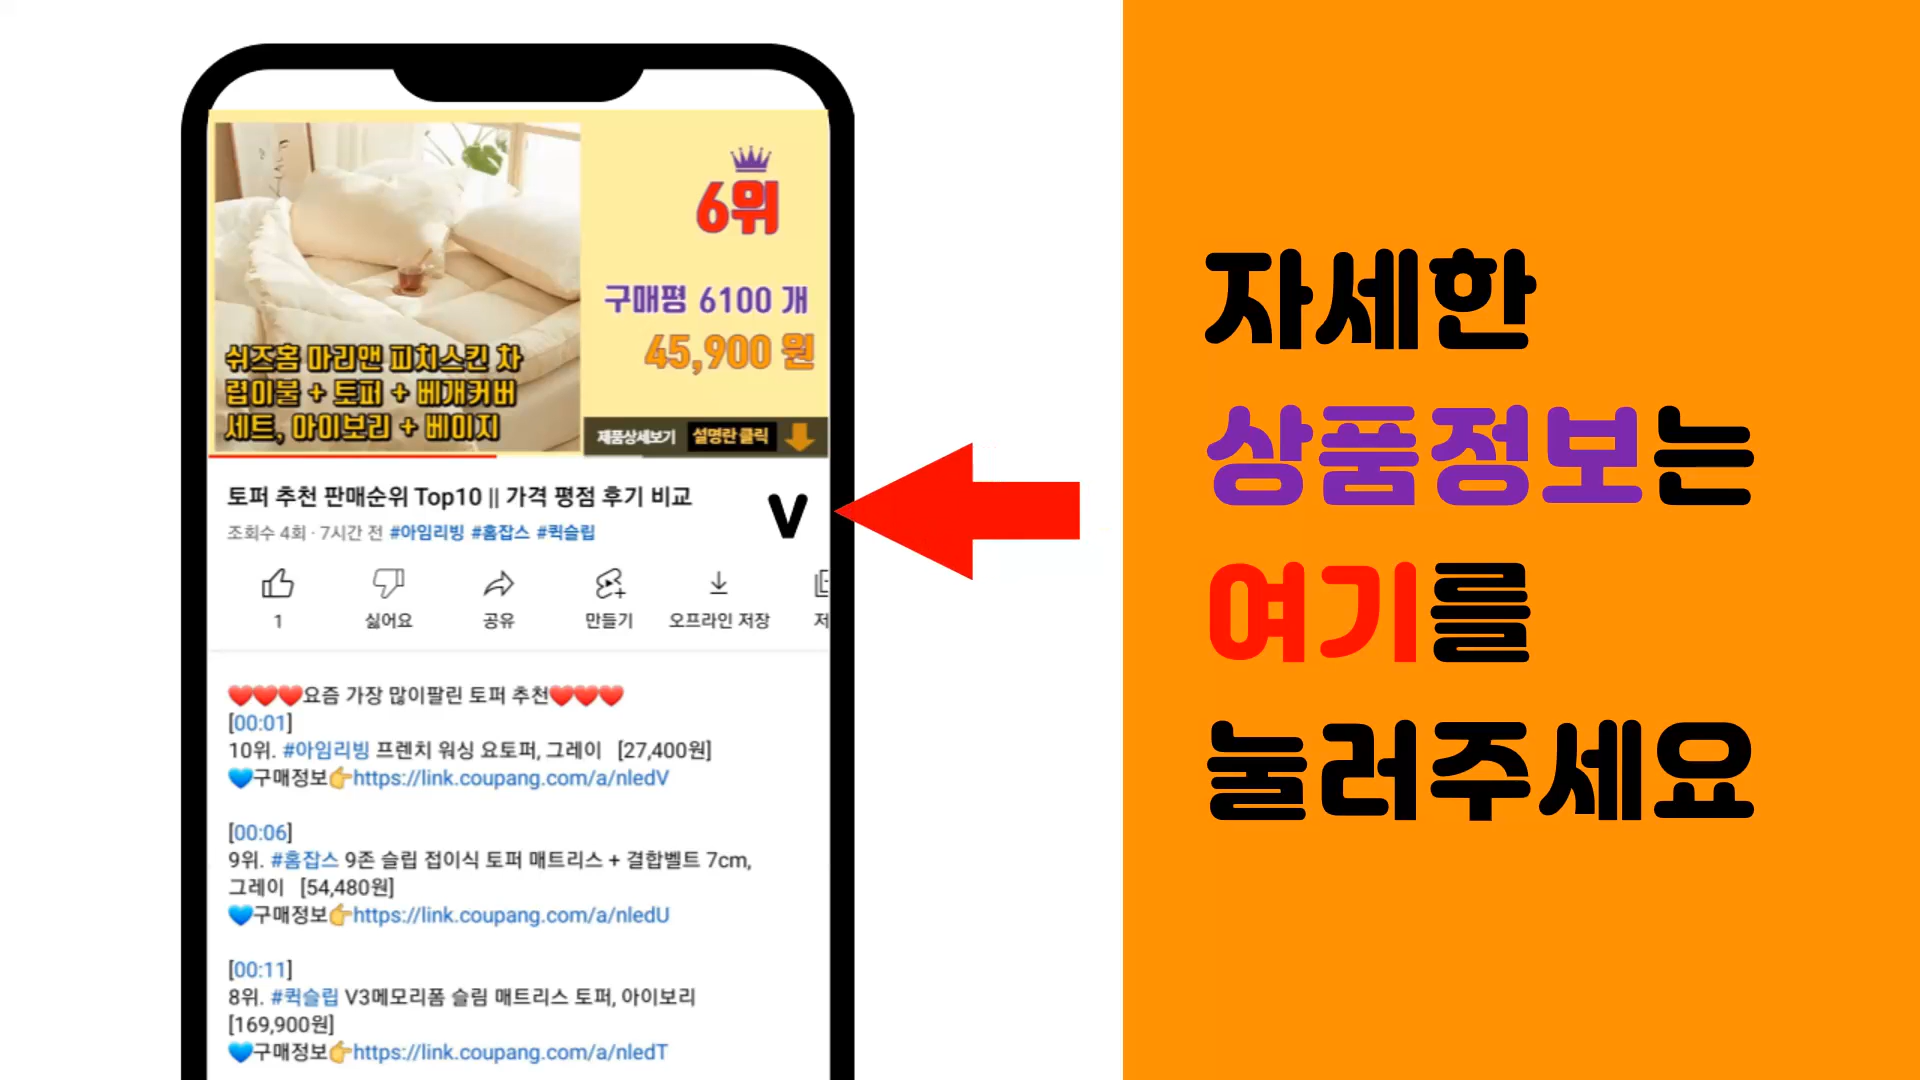 6위
구매평 6100 개
45,900 원
쉬즈홈 마리앤 피치스킨 차
렵이불 + 토퍼 + 베개커버
세트, 아이보리 + 베이지
제품상세보기 설명란 클릭
토퍼 추천 판매순위 Top10 || 가격 평점 후기 비교
V
조회수 4회 · 7시간 전 #아임리빙 #홈잡스 #퀵슬립
1 싫어요 공유 만들기 오프라인 저장 저
❤️❤️❤️요즘 가장 많이팔린 토퍼 추천❤️❤️❤️
[00:01]
10위. #아임리빙 프렌치 워싱 요토퍼, 그레이 [27,400원]
💙구매정보👉https://link.coupang.com/a/nledV
[00:06]
9위. #홈잡스 9존 슬립 접이식 토퍼 매트리스 + 결합벨트 7cm,
그레이 [54,480원]
💙구매정보👉https://link.coupang.com/a/nledU
[00:11]
8위. #퀵슬립 V3메모리폼 슬림 매트리스 토퍼, 아이보리
[169,900원]
💙구매정보👉https://link.coupang.com/a/nledT
자세한
상품정보는
여기를
눌러주세요